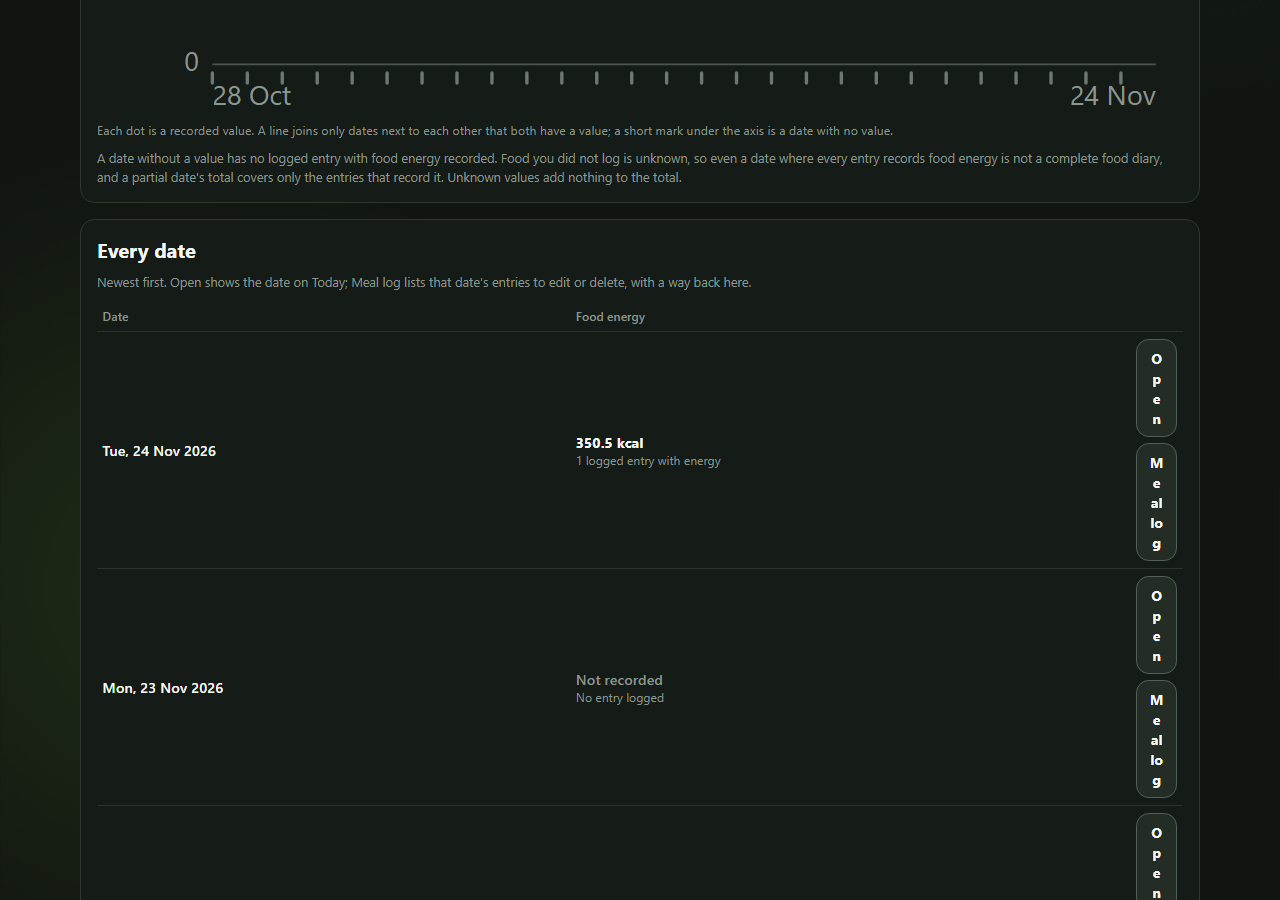 0
28 Oct
24 Nov
Each dot is a recorded value. A line joins only dates next to each other that both have a value; a short mark under the axis is a date with no value.
A date without a value has no logged entry with food energy recorded. Food you did not log is unknown, so even a date where every entry records food energy is not a complete food diary,
and a partial date's total covers only the entries that record it. Unknown values add nothing to the total.
Every date
Newest first. Open shows the date on Today; Meal log lists that date's entries to edit or delete, with a way back here.
Date
Food energy
Tue, 24 Nov 2026
350.5 kcal
1 logged entry with energy
O
p
e
n
M
e
al
lo
g
Mon, 23 Nov 2026
Not recorded
No entry logged
O
p
e
n
M
e
al
lo
g
O
p
e
n